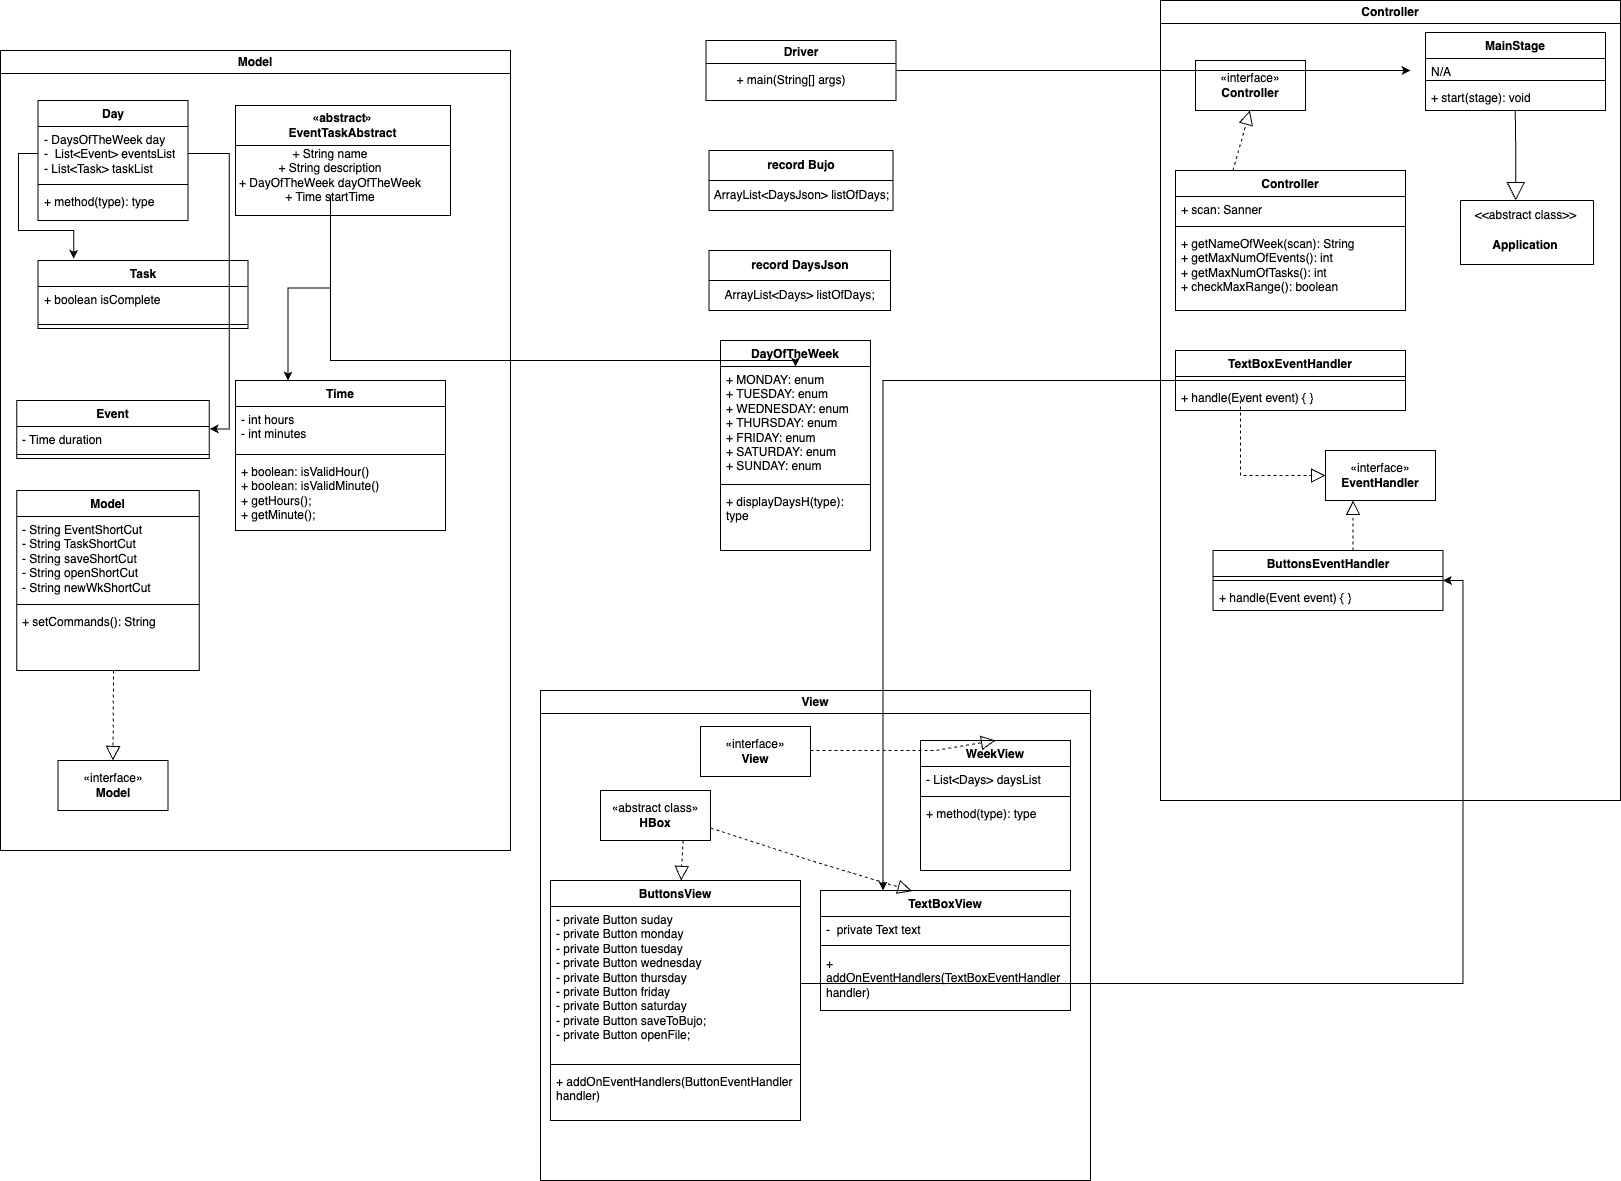 Model
Day
- DaysOfTheWeek day
-  List<Event> eventsList
- List<Task> taskList
+ method(type): type
«abstract»
EventTaskAbstract
+ String name
+ String description
+ DayOfTheWeek dayOfTheWeek
+ Time startTime
Task
+ boolean isComplete
Event
- Time duration
Time
- int hours
- int minutes
+ boolean: isValidHour()
+ boolean: isValidMinute()
+ getHours();
+ getMinute();
Model
- String EventShortCut
- String TaskShortCut
- String saveShortCut
- String openShortCut
- String newWkShortCut
+ setCommands(): String
«interface»
Model
Driver
+ main(String[] args)
record Bujo
ArrayList<DaysJson> listOfDays;
record DaysJson
ArrayList<Days> listOfDays;
DayOfTheWeek
+ MONDAY: enum
+ TUESDAY: enum
+ WEDNESDAY: enum
+ THURSDAY: enum
+ FRIDAY: enum
+ SATURDAY: enum
+ SUNDAY: enum
+ displayDaysH(type):
type
Controller
«interface»
Controller
MainStage
N/A
+ start(stage): void
Controller
+ scan: Sanner
+ getNameOfWeek(scan): String
+ getMaxNumOfEvents(): int
+ getMaxNumOfTasks(): int
+ checkMaxRange(): boolean
<<abstract class>>
Application
TextBoxEventHandler
+ handle(Event event) { }
«interface»
EventHandler
ButtonsEventHandler
+ handle(Event event) { }
View
«interface»
View
WeekView
- List<Days> daysList
+ method(type): type
«abstract class»
HBox
ButtonsView
- private Button suday
- private Button monday
- private Button tuesday
- private Button wednesday
- private Button thursday
- private Button friday
- private Button saturday
- private Button saveToBujo;
- private Button openFile;
+ addOnEventHandlers(ButtonEventHandler
handler)
TextBoxView
-  private Text text
+
addOnEventHandlers(TextBoxEventHandler
handler)